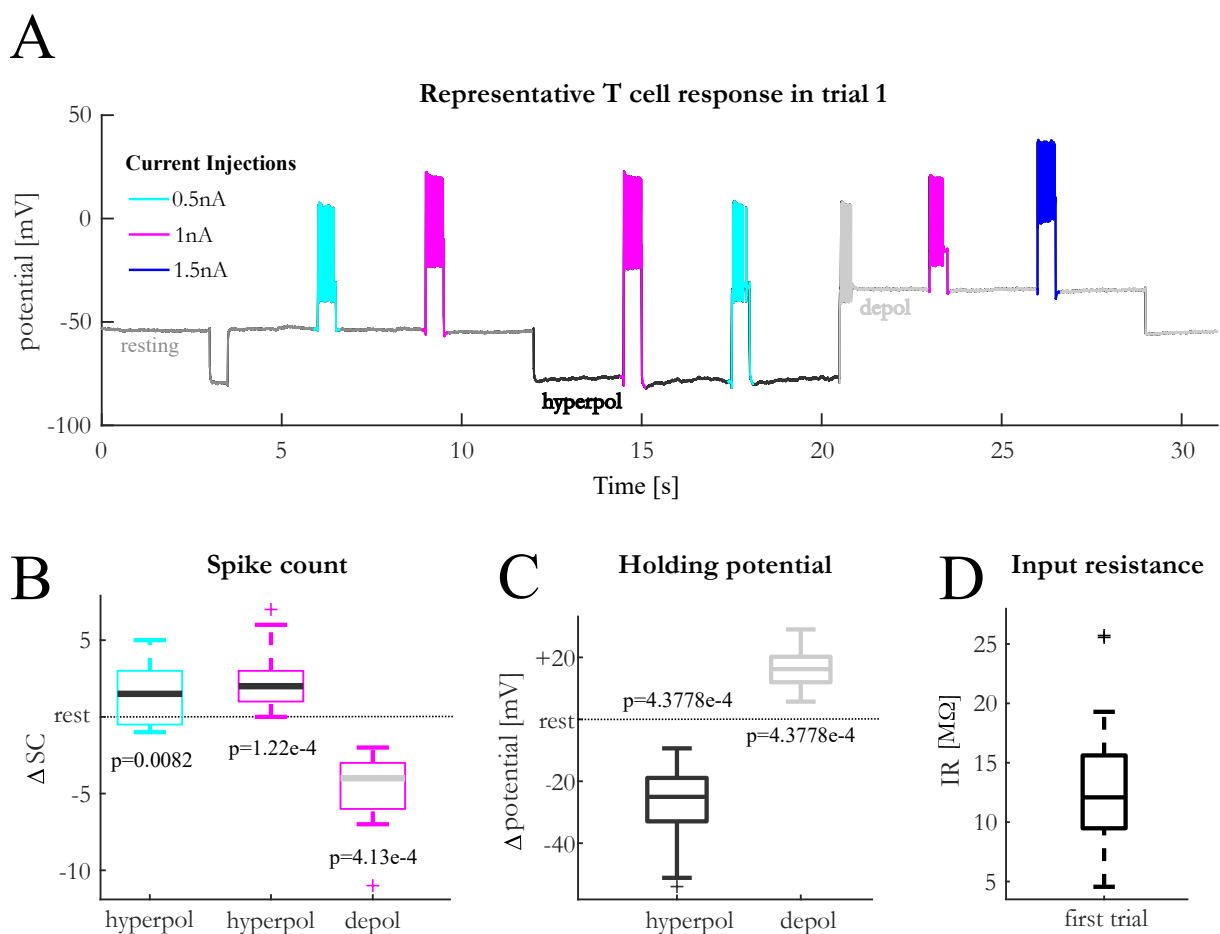 A
Representative T cell response in trial 1
50
0
-50
-100
potential [mV]
Current Injections
0.5nA
1nA
1.5nA
resting
hyperpol
depol
0
5
10
15
20
25
30
Time [s]
B
Spike count
5
rest
-5
-10
Δ SC
p=0.0082
p=1.22e-4
p=4.13e-4
hyperpol
hyperpol
depol
C
Holding potential
+20
rest
-20
-40
Δ potential [mV]
p=4.3778e-4
p=4.3778e-4
hyperpol
depol
D
Input resistance
25
20
15
10
5
IR [MΩ]
first trial